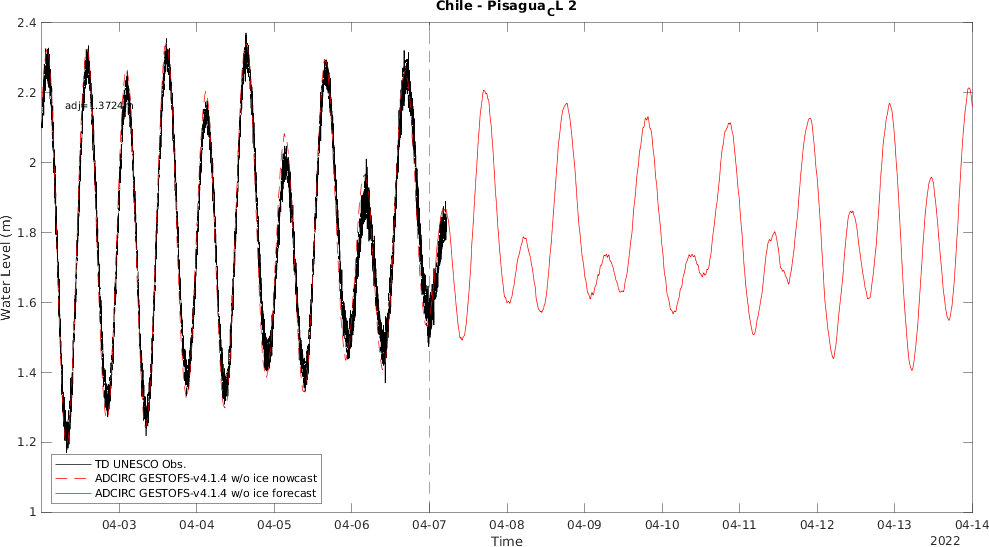 Chile - PisaguaCL 2
2.4
2.2
2
1.8
1.6
1.4
1.2
1
Water Level (m)
adj=1.3724m
TD UNESCO Obs.
ADCIRC GESTOFS-v4.1.4 w/o ice nowcast
ADCIRC GESTOFS-v4.1.4 w/o ice forecast
04-03 04-04 04-05 04-06 04-07 04-08 04-09 04-10 04-11 04-12 04-13 04-14
Time
2022